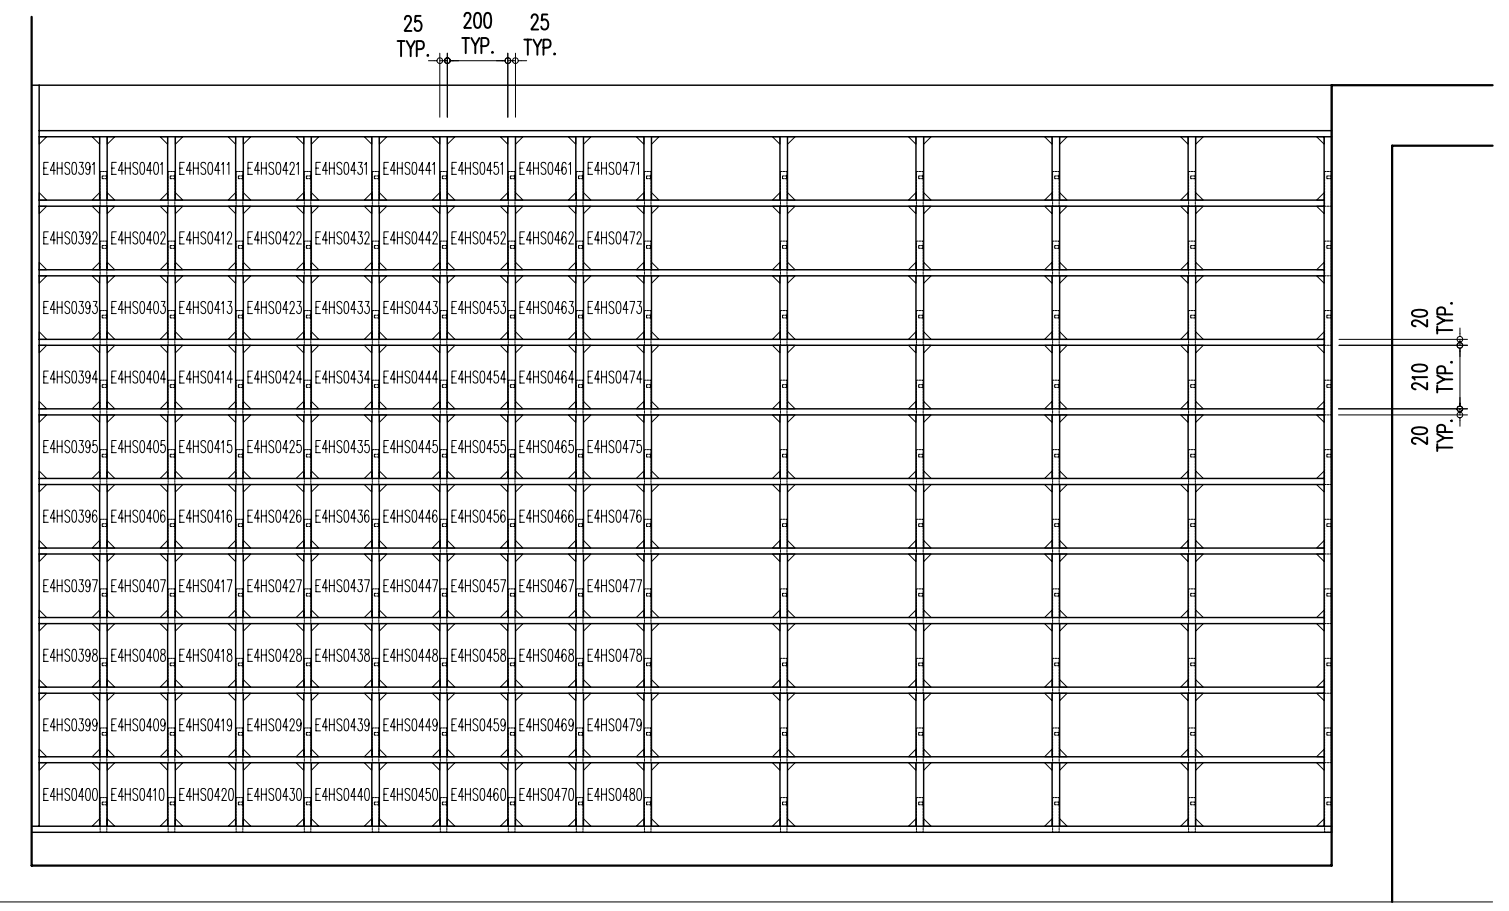 25
TYP.
200
TYP.
25
TYP.
E4HS0391 E4HS0401 E4HS0411 E4HS0421 E4HS0431 E4HS0441 E4HS0451 E4HS0461 E4HS0471
E4HS0392 E4HS0402 E4HS0412 E4HS0422 E4HS0432 E4HS0442 E4HS0452 E4HS0462 E4HS0472
E4HS0393 E4HS0403 E4HS0413 E4HS0423 E4HS0433 E4HS0443 E4HS0453 E4HS0463 E4HS0473
E4HS0394 E4HS0404 E4HS0414 E4HS0424 E4HS0434 E4HS0444 E4HS0454 E4HS0464 E4HS0474
E4HS0395 E4HS0405 E4HS0415 E4HS0425 E4HS0435 E4HS0445 E4HS0455 E4HS0465 E4HS0475
E4HS0396 E4HS0406 E4HS0416 E4HS0426 E4HS0436 E4HS0446 E4HS0456 E4HS0466 E4HS0476
E4HS0397 E4HS0407 E4HS0417 E4HS0427 E4HS0437 E4HS0447 E4HS0457 E4HS0467 E4HS0477
E4HS0398 E4HS0408 E4HS0418 E4HS0428 E4HS0438 E4HS0448 E4HS0458 E4HS0468 E4HS0478
E4HS0399 E4HS0409 E4HS0419 E4HS0429 E4HS0439 E4HS0449 E4HS0459 E4HS0469 E4HS0479
E4HS0400 E4HS0410 E4HS0420 E4HS0430 E4HS0440 E4HS0450 E4HS0460 E4HS0470 E4HS0480
20
TYP.
210
TYP.
20
TYP.